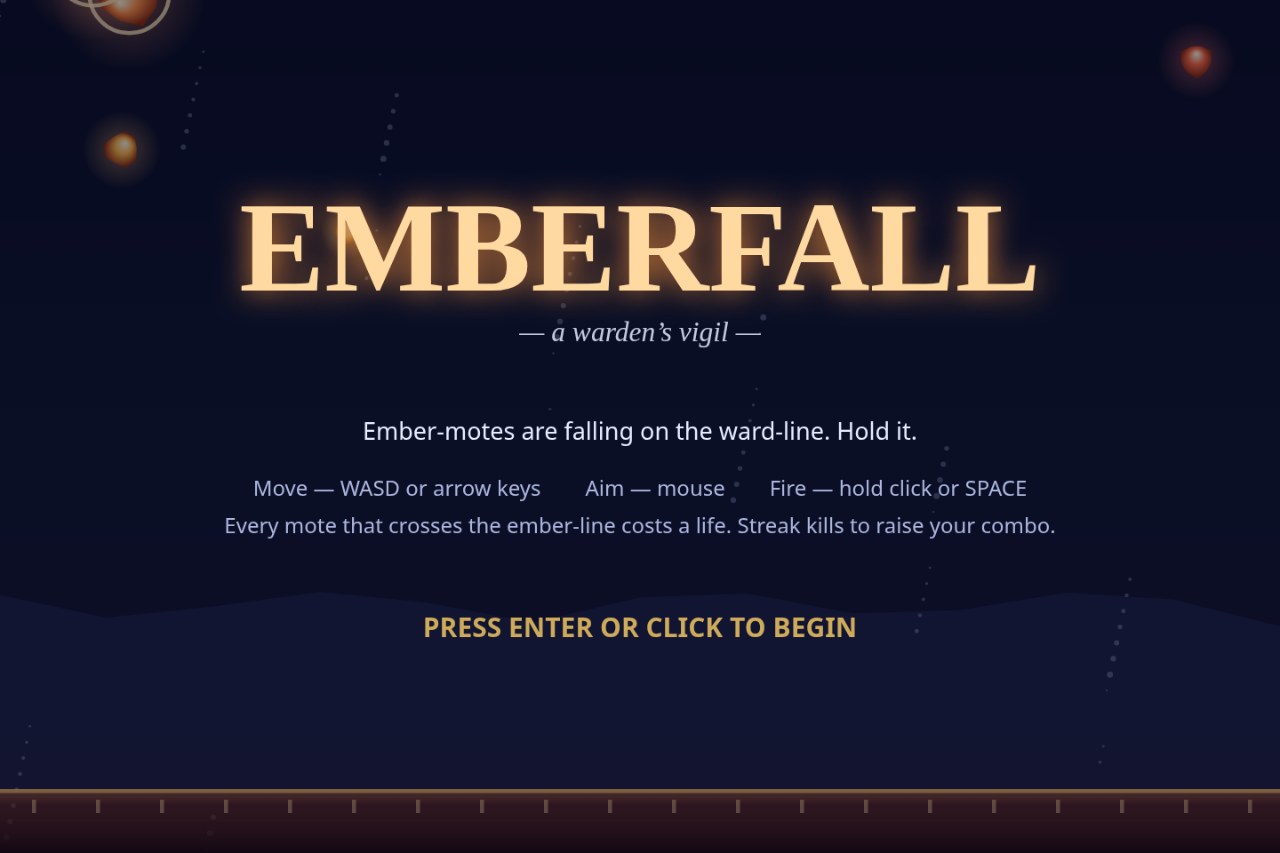 EMBERFALL
— a warden’s vigil —
Ember-motes are falling on the ward-line. Hold it.
Move — WASD or arrow keys Aim — mouse Fire — hold click or SPACE
Every mote that crosses the ember-line costs a life. Streak kills to raise your combo.
PRESS ENTER OR CLICK TO BEGIN